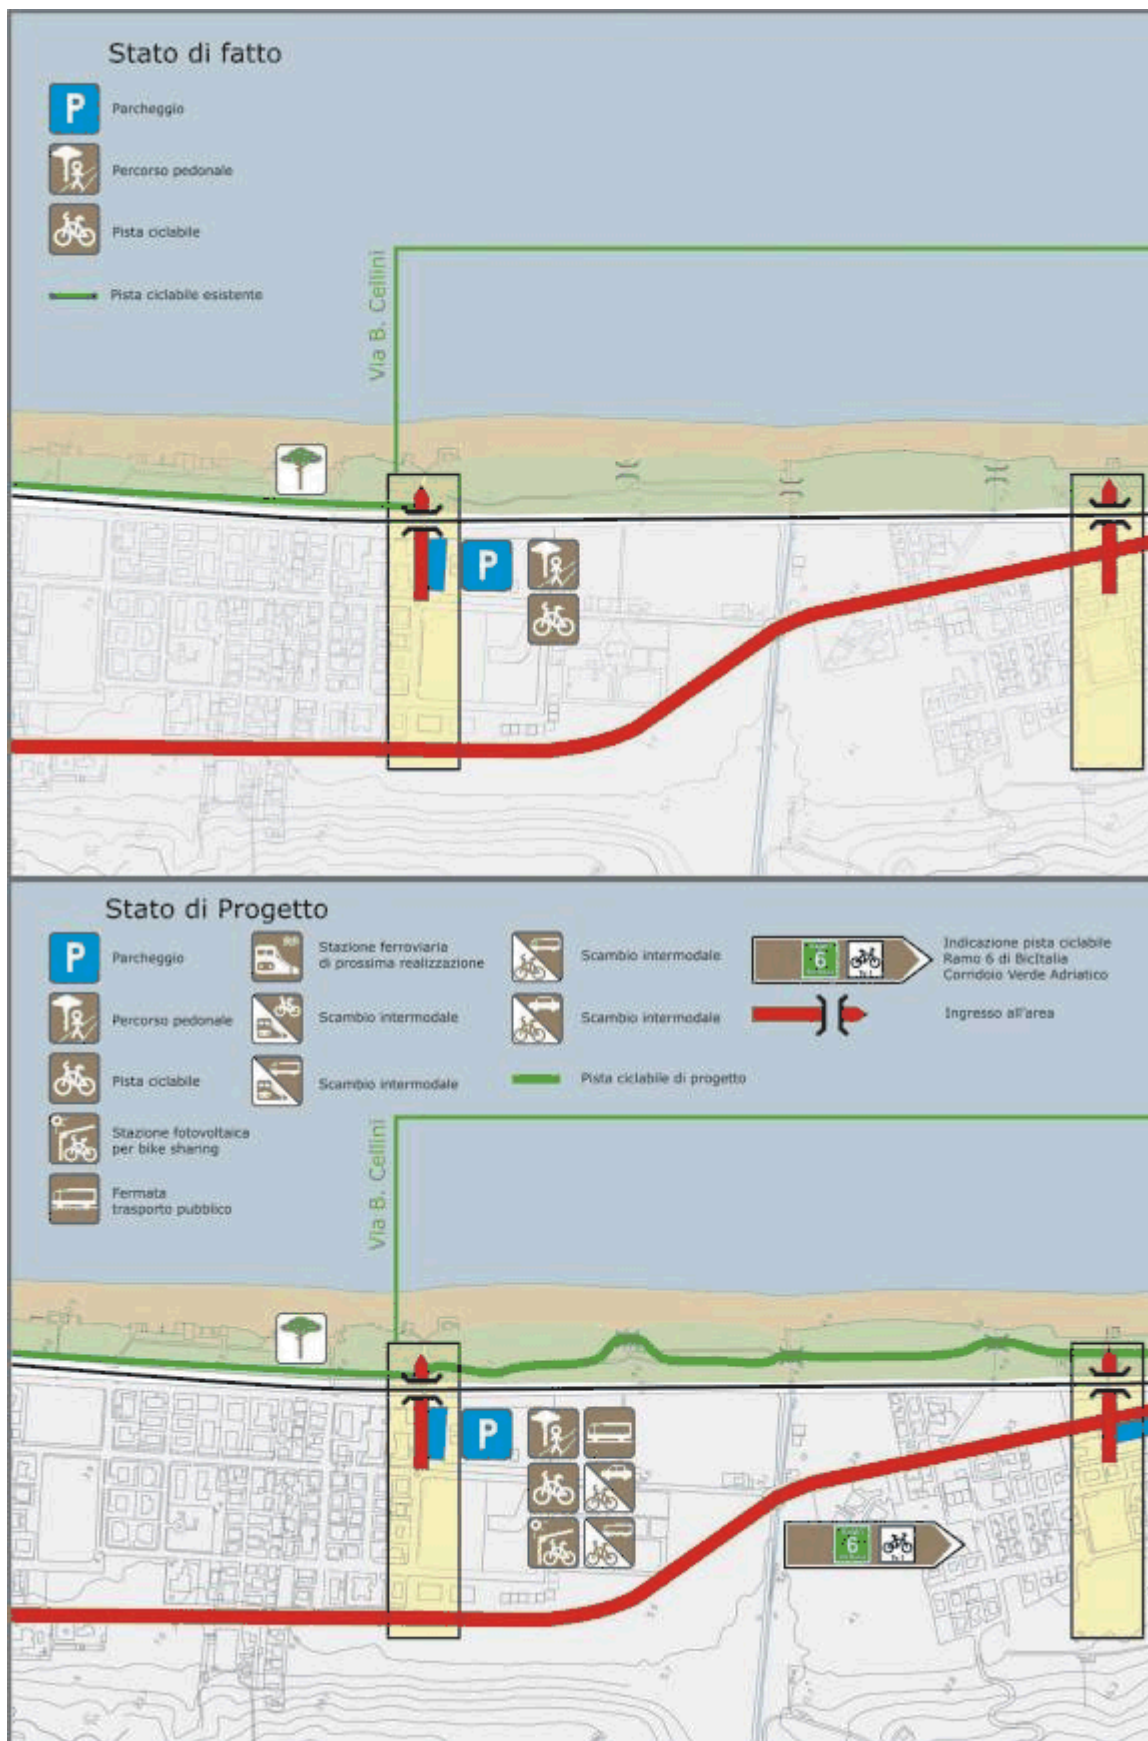 Stato di fatto
P
Parcheggio
Percorso pedonale
Pista ciclabile
Pista ciclabile esistente
Via B. Cellini
P
Stato di Progetto
P
Parcheggio
Percorso pedonale
Pista ciclabile
Stazione fotovoltaica
per bike sharing
Fermata
trasporto pubblico
Stazione ferroviaria
di prossima realizzazione
Scambio intermodale
Scambio intermodale
Scambio intermodale
Scambio intermodale
Pista ciclabile di progetto
6
Indicazione pista ciclabile
Ramo 6 di BicItalia
Corridoio Verde Adriatico
Ingresso all'area
Via B. Cellini
P
6